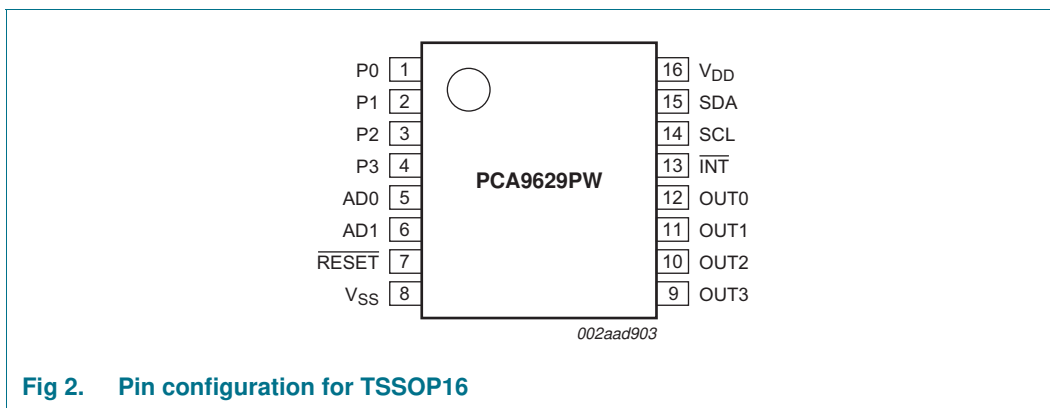 P0 1
P1 2
P2 3
P3 4
AD0 5
AD1 6
RESET 7
VSS 8
PCA9629PW
16 VDD
15 SDA
14 SCL
13 INT
12 OUT0
11 OUT1
10 OUT2
9 OUT3
002aad903
Fig 2. Pin configuration for TSSOP16